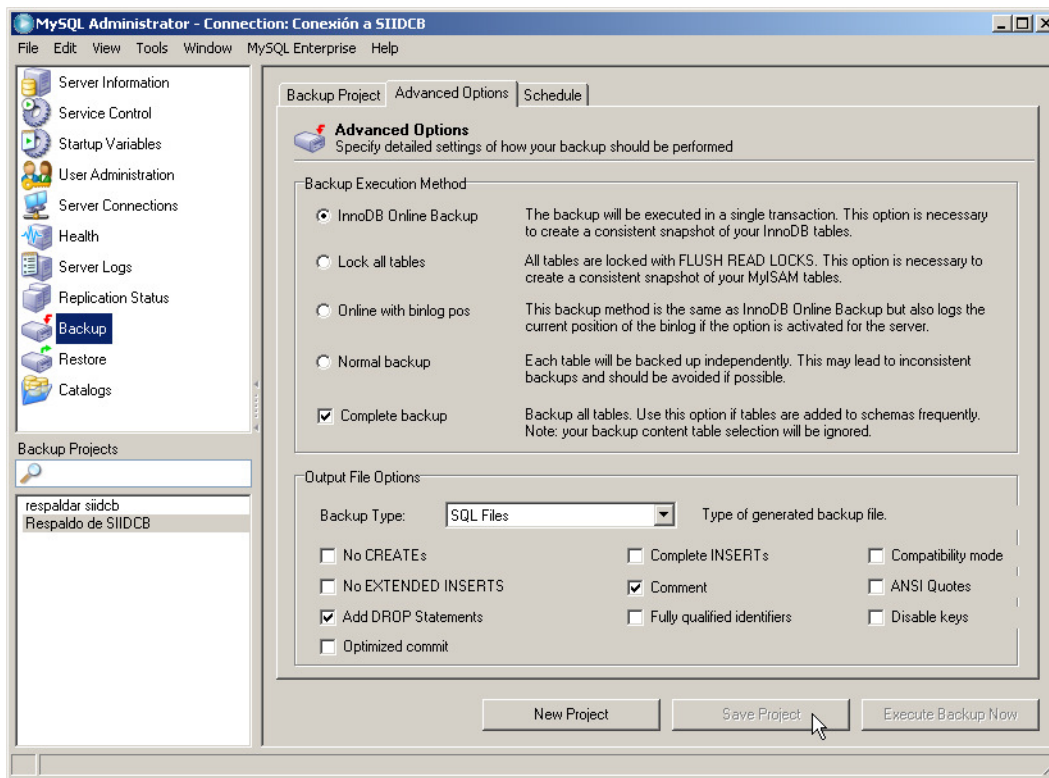 MySQL Administrator - Connection: Conexión a SIIDCB
File Edit View Tools Window MySQL Enterprise Help
Server Information
Service Control
Startup Variables
User Administration
Server Connections
Health
Server Logs
Replication Status
Backup
Restore
Catalogs
Backup Projects
respaldar siidcb
Respaldo de SIIDCB
Backup Project Advanced Options Schedule
Advanced Options
Specify detailed settings of how your backup should be performed
Backup Execution Method
InnoDB Online Backup
The backup will be executed in a single transaction. This option is necessary
to create a consistent snapshot of your InnoDB tables.
Lock all tables
All tables are locked with FLUSH READ LOCKS. This option is necessary to
create a consistent snapshot of your MyISAM tables.
Online with binlog pos
This backup method is the same as InnoDB Online Backup but also logs the
current position of the binlog if the option is activated for the server.
Normal backup
Each table will be backed up independently. This may lead to inconsistent
backups and should be avoided if possible.
Complete backup
Backup all tables. Use this option if tables are added to schemas frequently.
Note: your backup content table selection will be ignored.
Output File Options
Backup Type: SQL Files Type of generated backup file.
No CREATEs Complete INSERTs Compatibility mode
No EXTENDED INSERTS Comment ANSI Quotes
Add DROP Statements Fully qualified identifiers Disable keys
Optimized commit
New Project Save Project Execute Backup Now